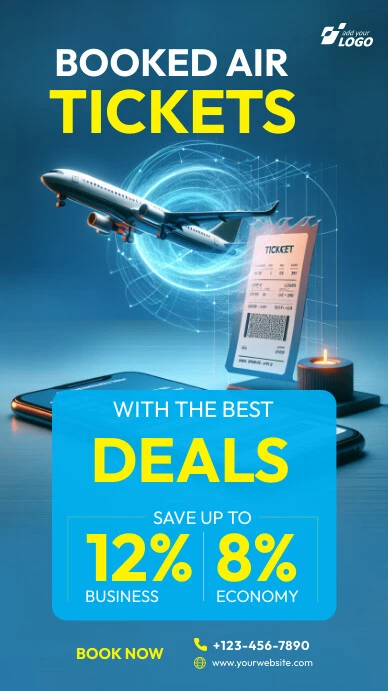 add your
LOGO
BOOKED AIR
TICKETS
TICKET
WITH THE BEST
DEALS
SAVE UP TO
12% 8%
BUSINESS ECONOMY
BOOK NOW
+123-456-7890
www.yourwebsite.com